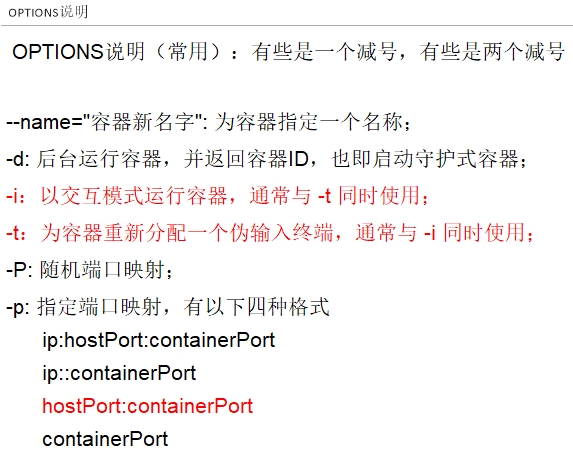 OPTIONS说明
OPTIONS说明（常用）：有些是一个减号，有些是两个减号
--name="容器新名字": 为容器指定一个名称；
-d: 后台运行容器，并返回容器ID，也即启动守护式容器；
-i：以交互模式运行容器，通常与 -t 同时使用；
-t：为容器重新分配一个伪输入终端，通常与 -i 同时使用；
-P: 随机端口映射；
-p: 指定端口映射，有以下四种格式
ip:hostPort:containerPort
ip::containerPort
hostPort:containerPort
containerPort